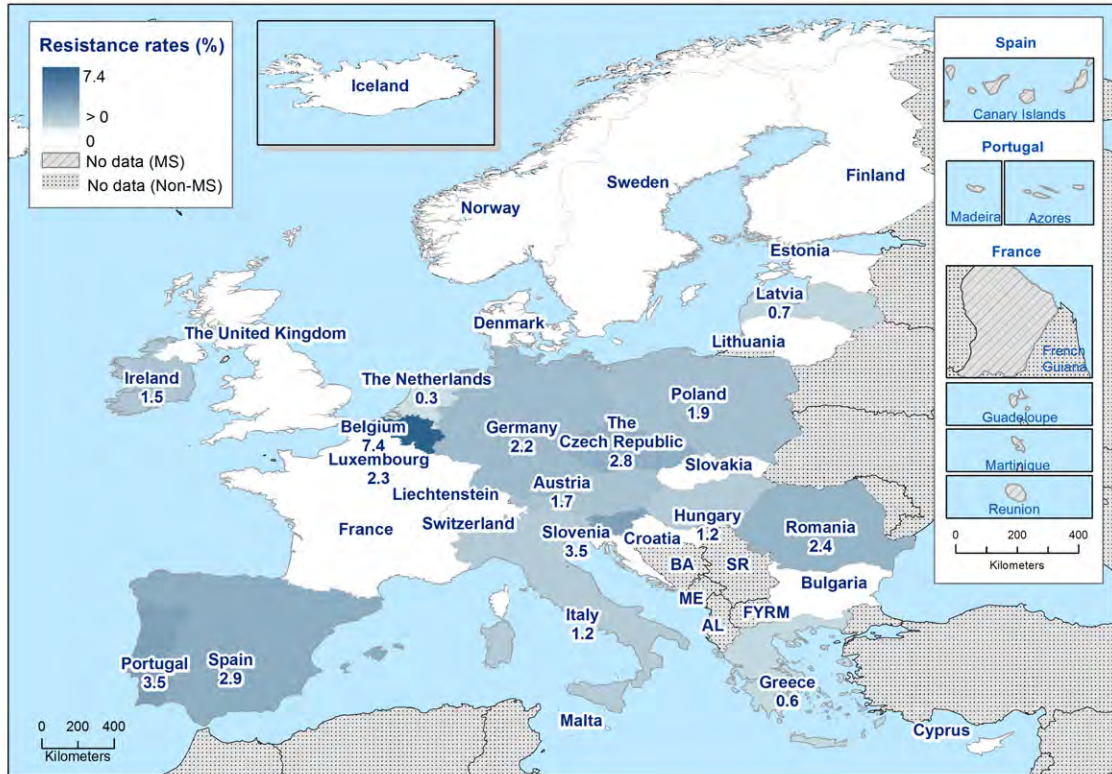 Resistance rates (%)
7.4
> 0
0
No data (MS)
No data (Non-MS)
Iceland
Norway
Sweden
Finland
Estonia
Latvia
0.7
Lithuania
Denmark
The United Kingdom
Ireland
1.5
The Netherlands
0.3
Belgium
7.4
Luxembourg
2.3
Germany
2.2
Poland
1.9
The
Czech Republic
2.8
Slovakia
Austria
1.7
Liechtenstein
Switzerland
France
Slovenia
3.5
Croatia
Hungary
1.2
Romania
2.4
BA
SR
Bulgaria
ME
FYRM
AL
Italy
1.2
Portugal
3.5
Spain
2.9
Greece
0.6
Malta
Cyprus
0 200 400
Kilometers
Spain
Canary Islands
Portugal
Madeira
Azores
France
French
Guiana
Guadeloupe
Martinique
Reunion
0 200 400
Kilometers